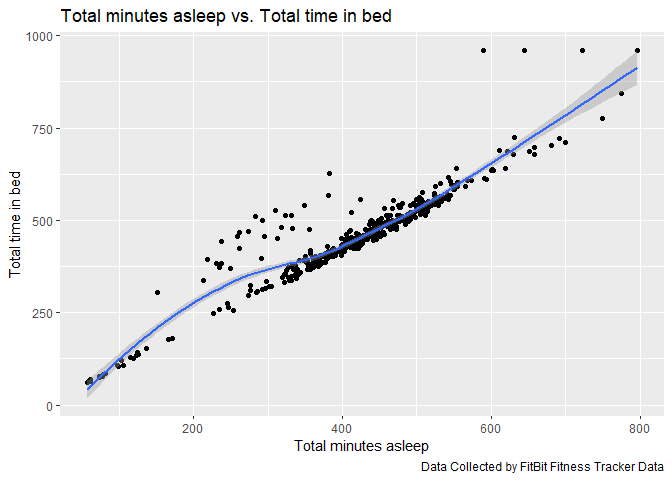 Total minutes asleep vs. Total time in bed
1000
750
500
250
0
Total time in bed
200 400 600 800
Total minutes asleep
Data Collected by FitBit Fitness Tracker Data